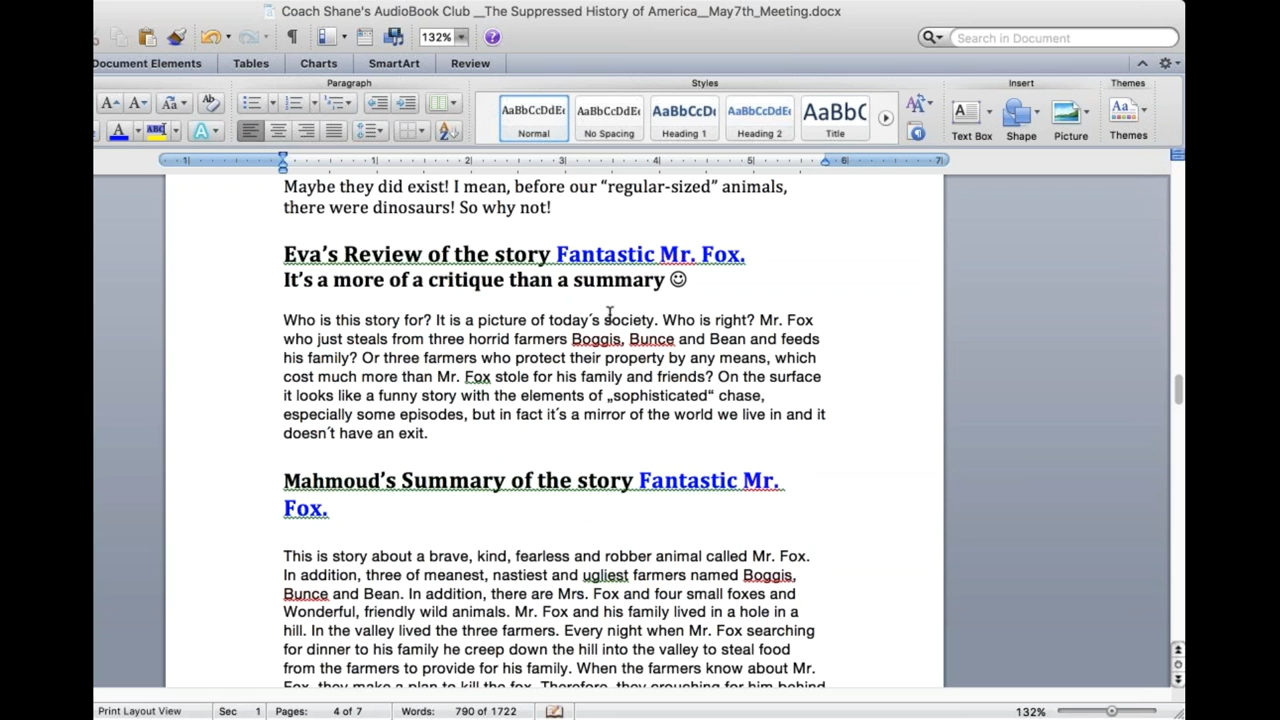 Coach Shane's AudioBook Club __The Suppressed History of America__May7th_Meeting.docx
132%
Search in Document
Document Elements Tables Charts SmartArt Review
Paragraph Styles Insert Themes
AaBbCcDdEe AaBbCcDdEe AaBbCcDc AaBbCcDdEe AaBbC
Normal No Spacing Heading 1 Heading 2 Title Text Box Shape Picture Themes
1 1 2 3 4 5 6 7
Maybe they did exist! I mean, before our “regular-sized” animals,
there were dinosaurs! So why not!
Eva’s Review of the story Fantastic Mr. Fox.
It’s a more of a critique than a summary ☺
Who is this story for? It is a picture of today´s society. Who is right? Mr. Fox
who just steals from three horrid farmers Boggis, Bunce and Bean and feeds
his family? Or three farmers who protect their property by any means, which
cost much more than Mr. Fox stole for his family and friends? On the surface
it looks like a funny story with the elements of „sophisticated“ chase,
especially some episodes, but in fact it´s a mirror of the world we live in and it
doesn´t have an exit.
Mahmoud’s Summary of the story Fantastic Mr.
Fox.
This is story about a brave, kind, fearless and robber animal called Mr. Fox.
In addition, three of meanest, nastiest and ugliest farmers named Boggis,
Bunce and Bean. In addition, there are Mrs. Fox and four small foxes and
Wonderful, friendly wild animals. Mr. Fox and his family lived in a hole in a
hill. In the valley lived the three farmers. Every night when Mr. Fox searching
for dinner to his family he creep down the hill into the valley to steal food
from the farmers to provide for his family. When the farmers know about Mr.
Fox, they make a plan to kill the fox. Therefore, they crouching for him behind
Print Layout View Sec 1 Pages: 4 of 7 Words: 790 of 1722 132%